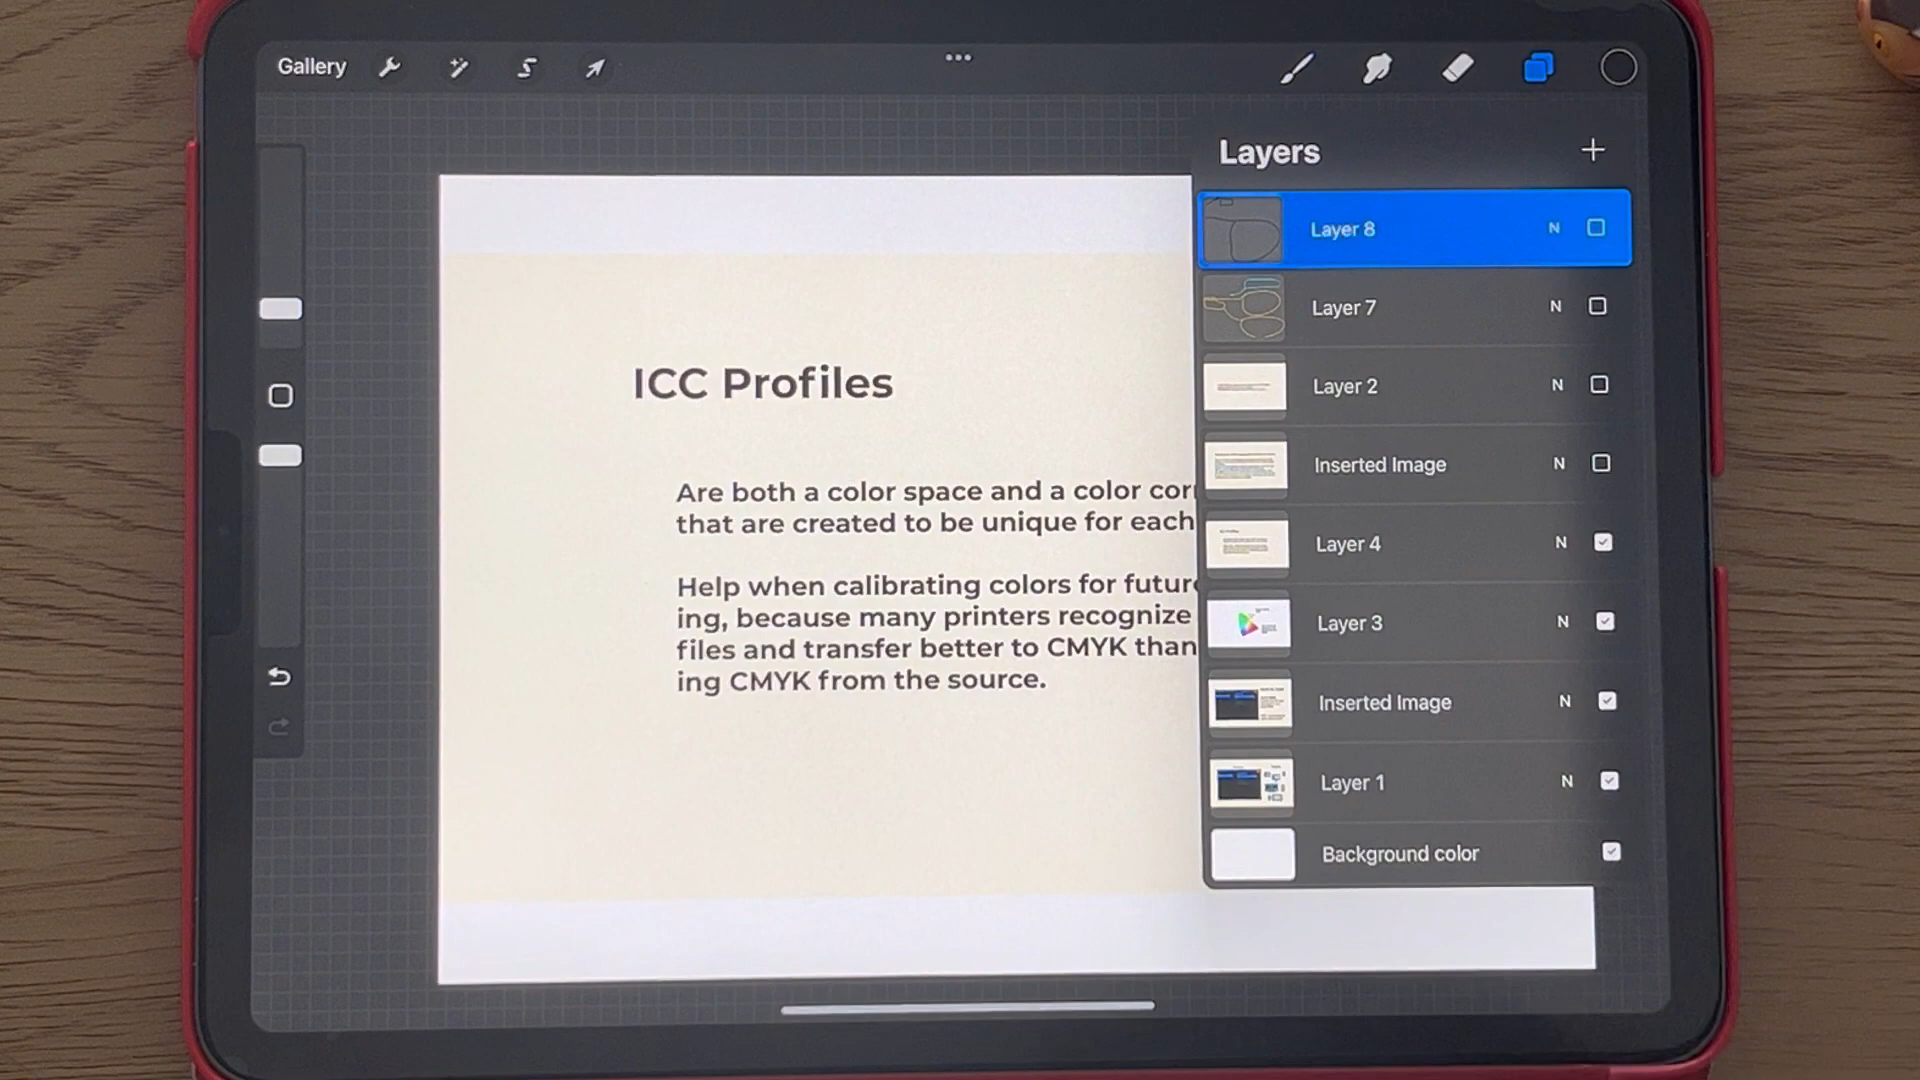 Gallery
Layers
Layer 8 N
Layer 7 N
Layer 2 N
Inserted Image N
Layer 4 N
Layer 3 N
Inserted Image N
Layer 1 N
Background color
ICC Profiles
Are both a color space and a color cor
that are created to be unique for each
Help when calibrating colors for futur
ing, because many printers recognize
files and transfer better to CMYK than
ing CMYK from the source.